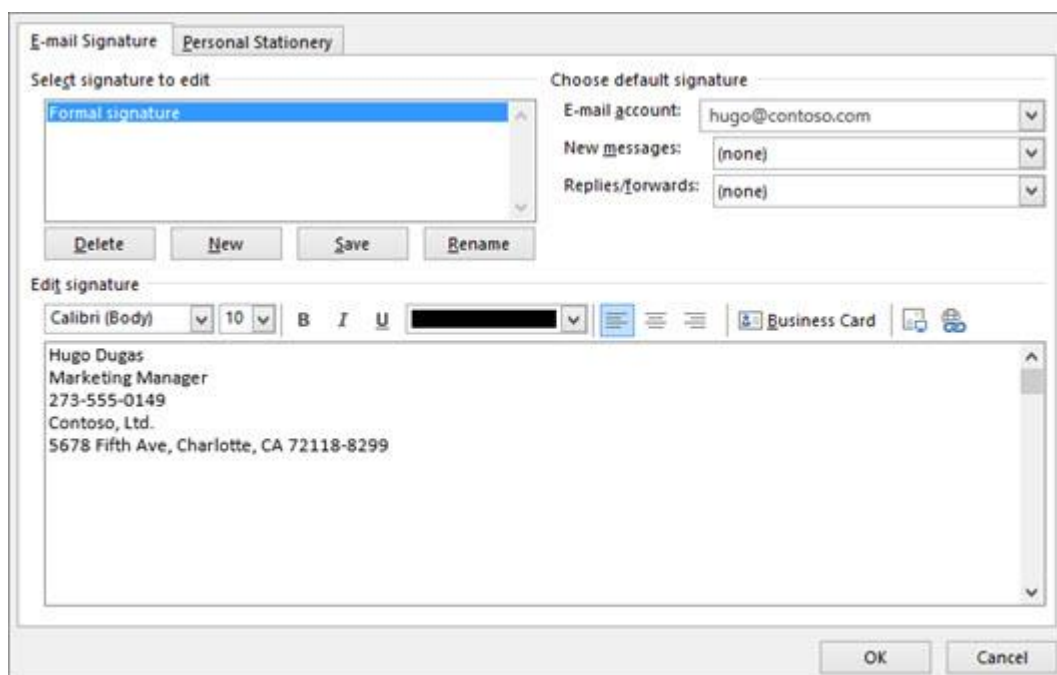 E-mail Signature
Personal Stationery
Select signature to edit
Formal signature
Delete
New
Save
Rename
Choose default signature
E-mail account: hugo@contoso.com
New messages: (none)
Replies/forwards: (none)
Edit signature
Calibri (Body) 10 B I U Business Card
Hugo Dugas
Marketing Manager
273-555-0149
Contoso, Ltd.
5678 Fifth Ave, Charlotte, CA 72118-8299
OK
Cancel